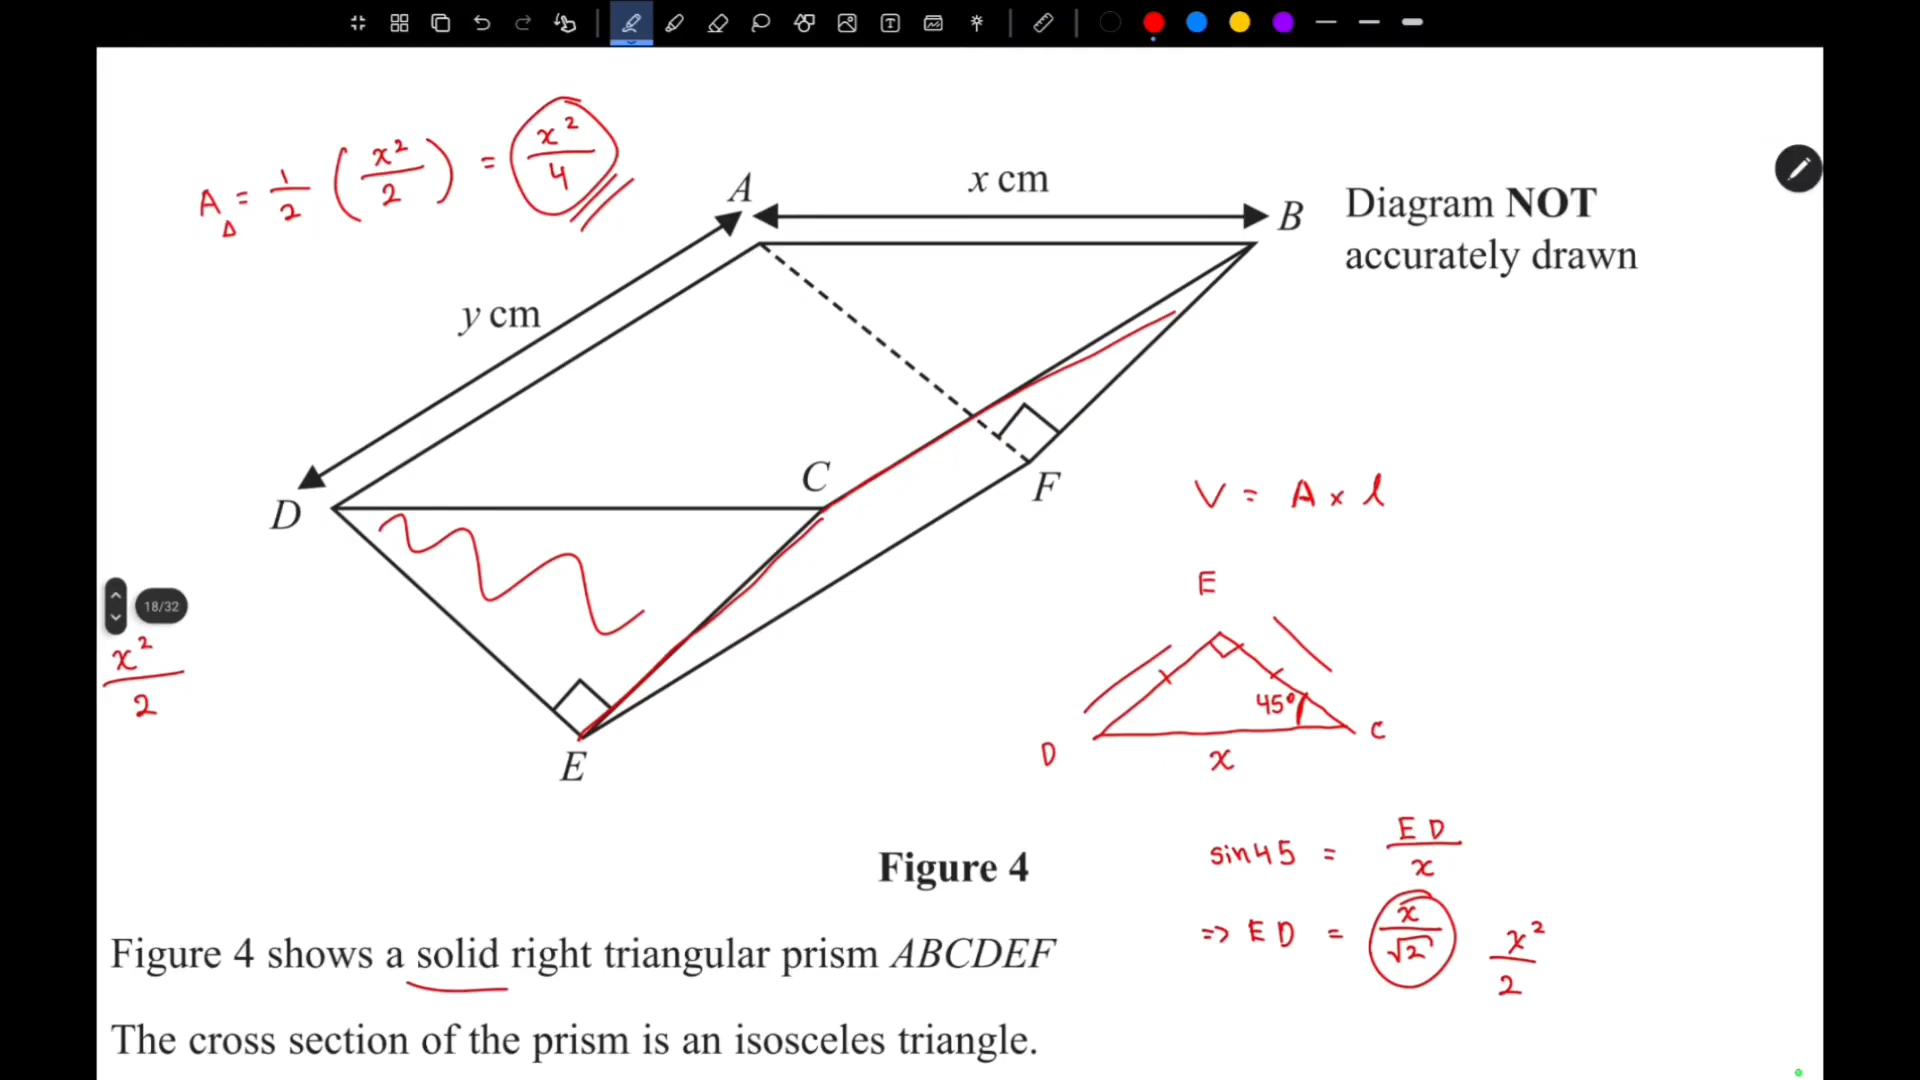 A△ = 1/2 (x²/2) = x²/4
A
x cm
B
Diagram NOT
accurately drawn
y cm
C
D
F
V = A × l
E
18/32
x²/2
45°
D
C
x
E
sin45 = ED/x
Figure 4
⇒ ED = x/√2
x²/2
Figure 4 shows a solid right triangular prism ABCDEF
The cross section of the prism is an isosceles triangle.